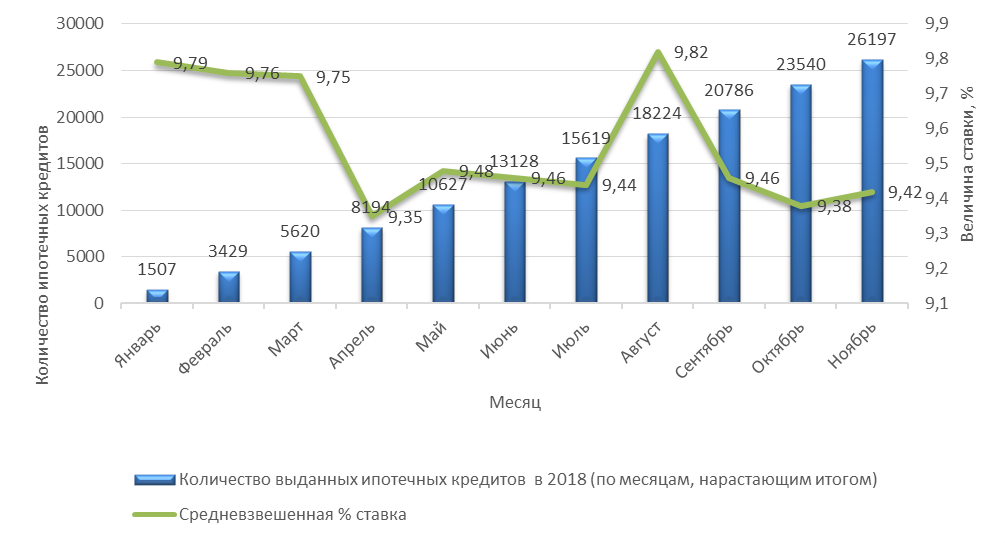 Количество ипотечных кредитов
30000
25000
20000
15000
10000
5000
0
9,9
9,8
9,7
9,6
9,5
9,4
9,3
9,2
9,1
Величина ставки, %
1507
3429
5620
8194
10627
13128
15619
18224
20786
23540
26197
9,79
9,76
9,75
9,35
9,48
9,46
9,44
9,82
9,46
9,38
9,42
Январь
Февраль
Март
Апрель
Май
Июнь
Июль
Август
Сентябрь
Октябрь
Ноябрь
Месяц
Количество выданных ипотечных кредитов в 2018 (по месяцам, нарастающим итогом)
Средневзвешенная % ставка